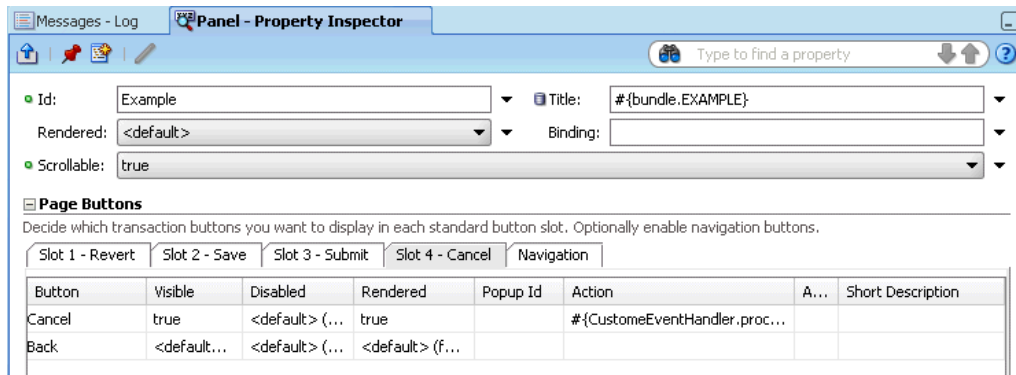 Messages - Log Panel - Property Inspector
Type to find a property
Id: Example Title: #{bundle.EXAMPLE}
Rendered: <default> Binding:
Scrollable: true
Page Buttons
Decide which transaction buttons you want to display in each standard button slot. Optionally enable navigation buttons.
Slot 1 - Revert Slot 2 - Save Slot 3 - Submit Slot 4 - Cancel Navigation
Button Visible Disabled Rendered Popup Id Action A... Short Description
Cancel true <default> (... true #{CustomeEventHandler.proc...
Back <default... <default> (... <default> (f...